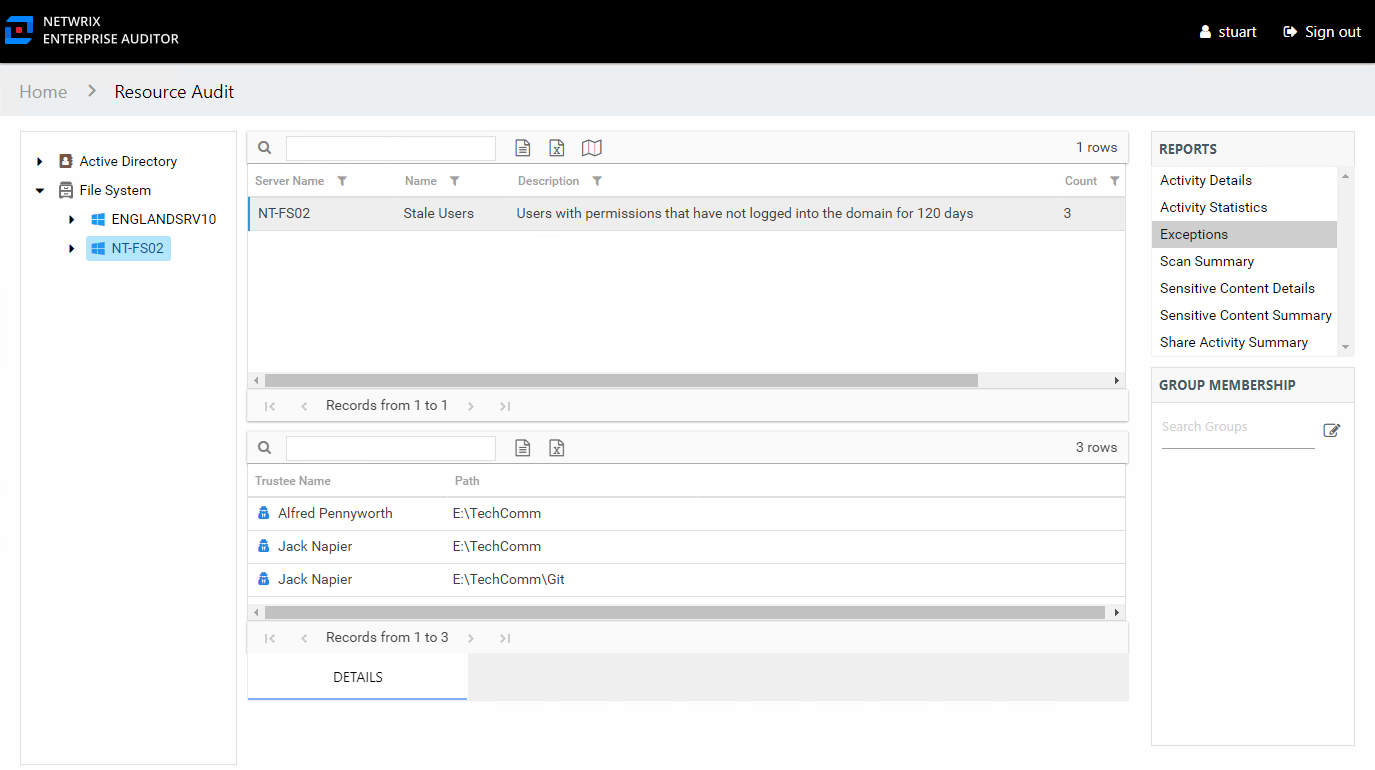 NETWRIX
ENTERPRISE AUDITOR
stuart
Sign out
Home
Resource Audit
Active Directory
File System
ENGLANDSRV10
NT-FS02
1 rows
Server Name Name Description Count
NT-FS02 Stale Users Users with permissions that have not logged into the domain for 120 days 3
Records from 1 to 1
3 rows
Trustee Name Path
Alfred Pennyworth E:\TechComm
Jack Napier E:\TechComm
Jack Napier E:\TechComm\Git
Records from 1 to 3
DETAILS
REPORTS
Activity Details
Activity Statistics
Exceptions
Scan Summary
Sensitive Content Details
Sensitive Content Summary
Share Activity Summary
GROUP MEMBERSHIP
Search Groups